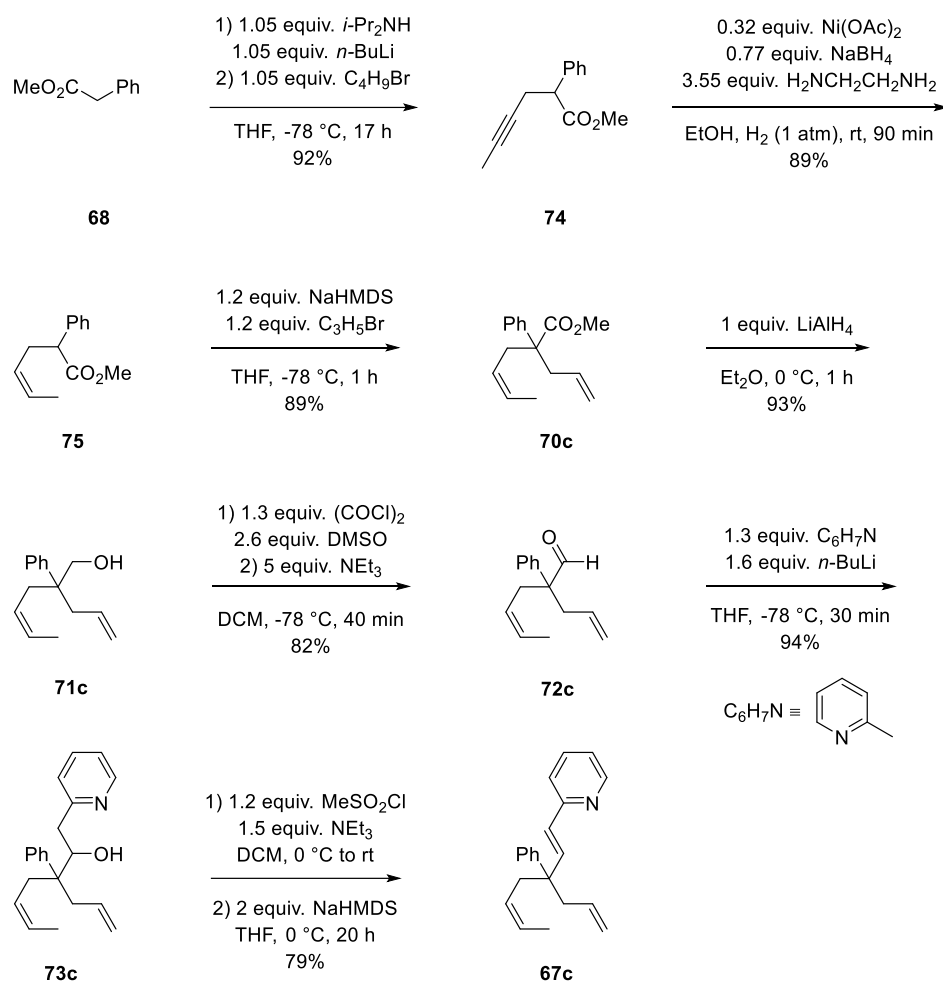 1) 1.05 equiv. i-Pr₂NH
1.05 equiv. n-BuLi
2) 1.05 equiv. C₄H₉Br
THF, -78 °C, 17 h
92%
MeO₂C
Ph
68
Ph
CO₂Me
74
0.32 equiv. Ni(OAc)₂
0.77 equiv. NaBH₄
3.55 equiv. H₂NCH₂CH₂NH₂
EtOH, H₂ (1 atm), rt, 90 min
89%
Ph
CO₂Me
75
1.2 equiv. NaHMDS
1.2 equiv. C₃H₅Br
THF, -78 °C, 1 h
89%
Ph
CO₂Me
70c
1 equiv. LiAlH₄
Et₂O, 0 °C, 1 h
93%
Ph
OH
71c
1) 1.3 equiv. (COCl)₂
2.6 equiv. DMSO
2) 5 equiv. NEt₃
DCM, -78 °C, 40 min
82%
O
Ph
H
72c
1.3 equiv. C₆H₇N
1.6 equiv. n-BuLi
THF, -78 °C, 30 min
94%
C₆H₇N ≡
N
N
Ph
OH
73c
1) 1.2 equiv. MeSO₂Cl
1.5 equiv. NEt₃
DCM, 0 °C to rt
2) 2 equiv. NaHMDS
THF, 0 °C, 20 h
79%
N
Ph
67c